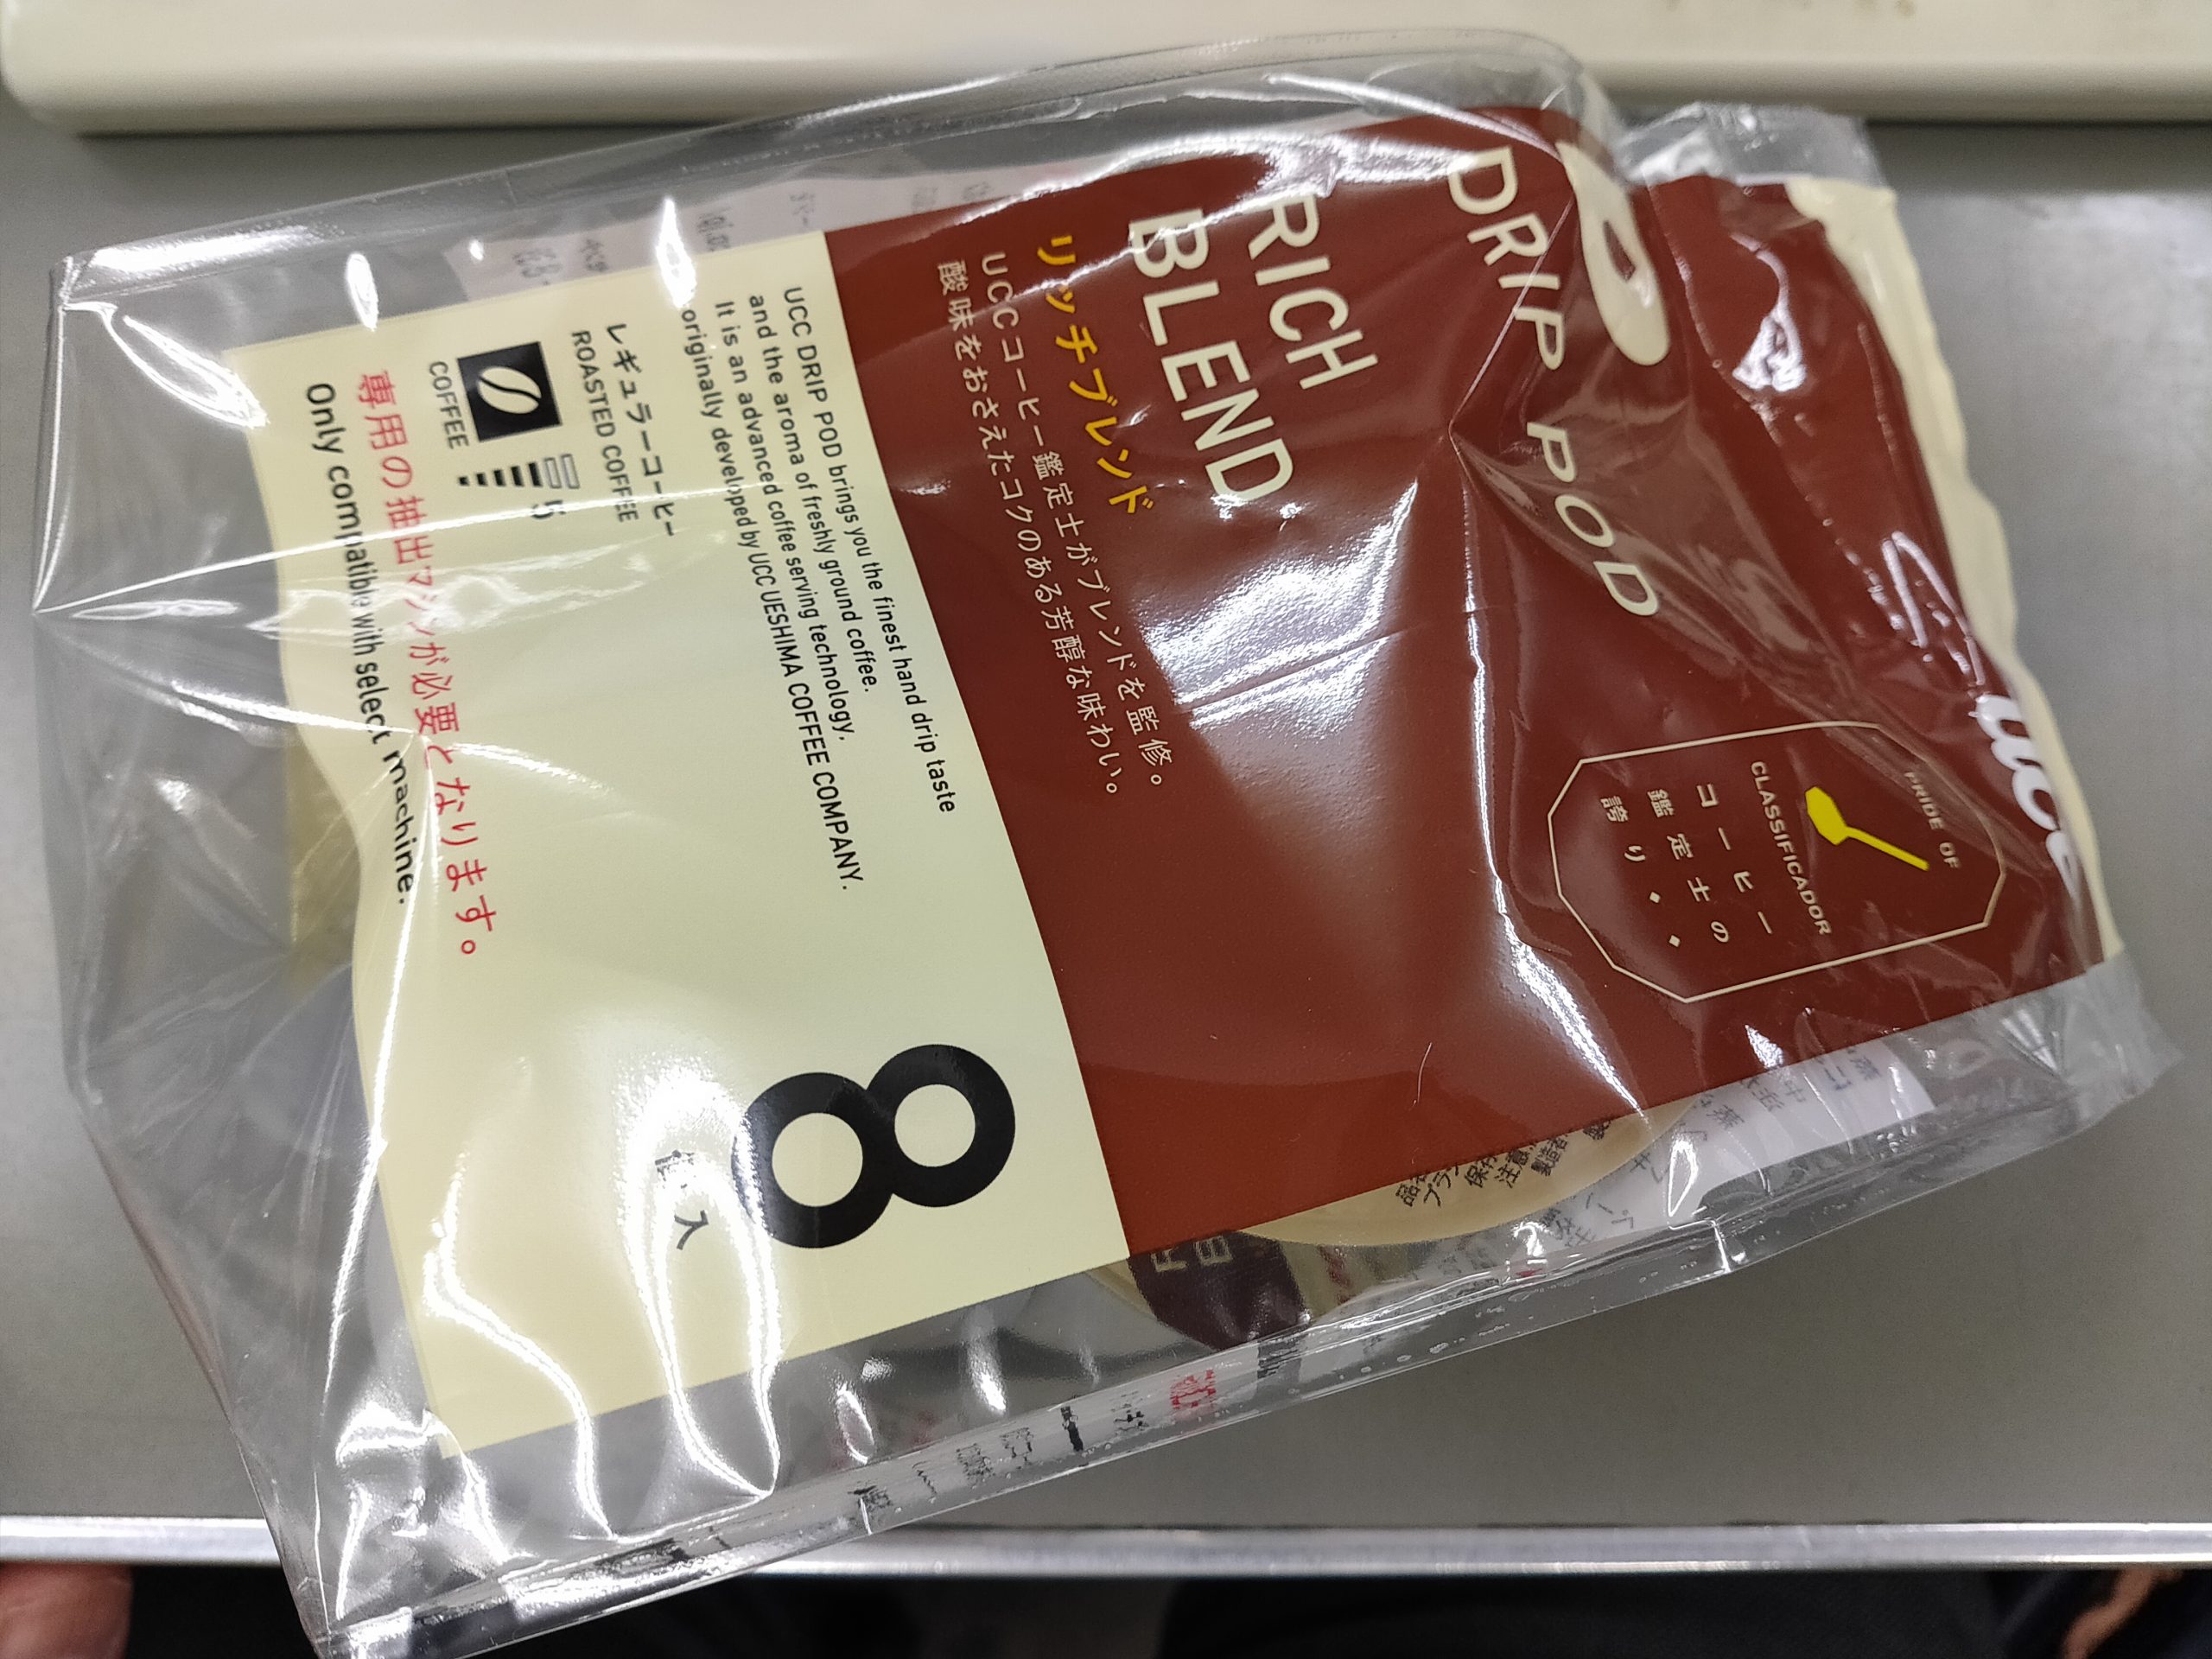 UCC
PRIDE OF
CLASSIFICADOR
コーヒー
鑑定士の
誇り
DRIP POD
RICH
BLEND
リッチブレンド
UCCコーヒー鑑定士がブレンドを監修。
酸味をおさえたコクのある芳醇な味わい。
UCC DRIP POD brings you the finest hand drip taste
and the aroma of freshly ground coffee.
It is an advanced coffee serving technology,
originally developed by UCC UESHIMA COFFEE COMPANY.
レギュラーコーヒー
ROASTED COFFEE
5
COFFEE
8
個入
専用の抽出マシンが必要となります。
Only compatible with select machine.